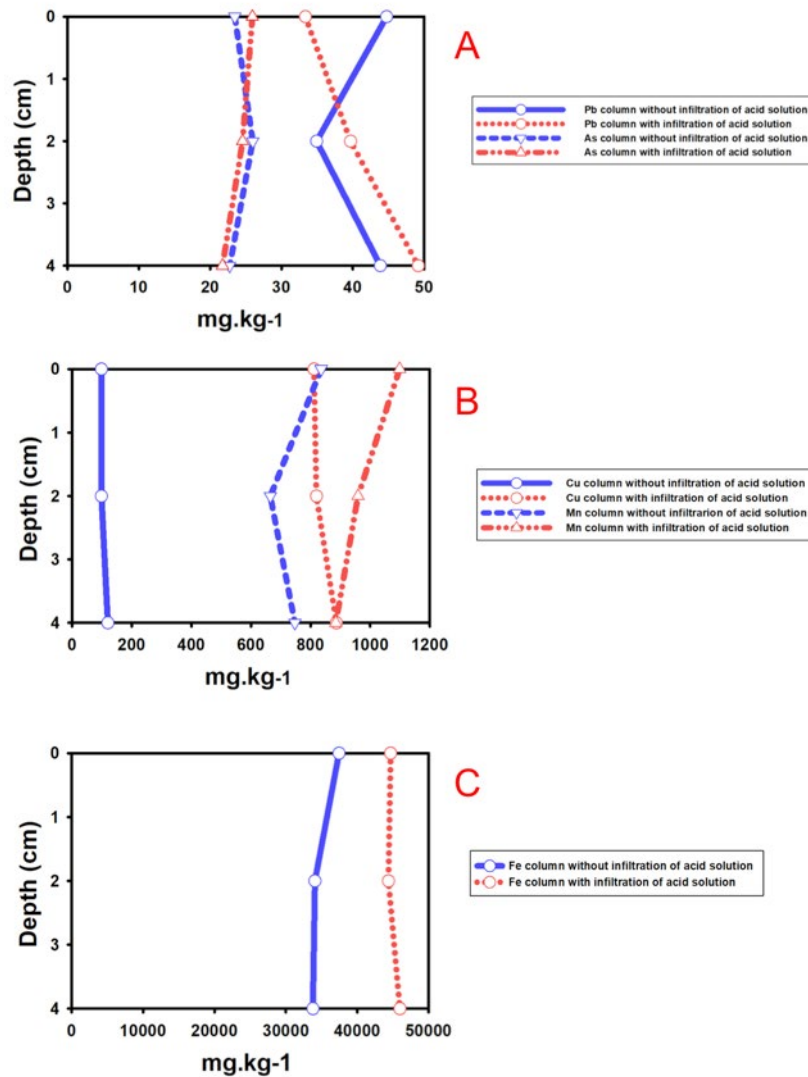 A
0
1
2
3
4
Depth (cm)
0 10 20 30 40 50
mg.kg-1
Pb column without infiltration of acid solution
Pb column with infiltration of acid solution
As column without infiltration of acid solution
As column with infiltration of acid solution
B
0
1
2
3
4
Depth (cm)
0 200 400 600 800 1000 1200
mg.kg-1
Cu column without infiltration of acid solution
Cu column with infiltration of acid solution
Mn column without infiltrarion of acid solution
Mn column with infiltration of acid solution
C
0
1
2
3
4
Depth (cm)
0 10000 20000 30000 40000 50000
mg.kg-1
Fe column without infiltration of acid solution
Fe column with infiltration of acid solution